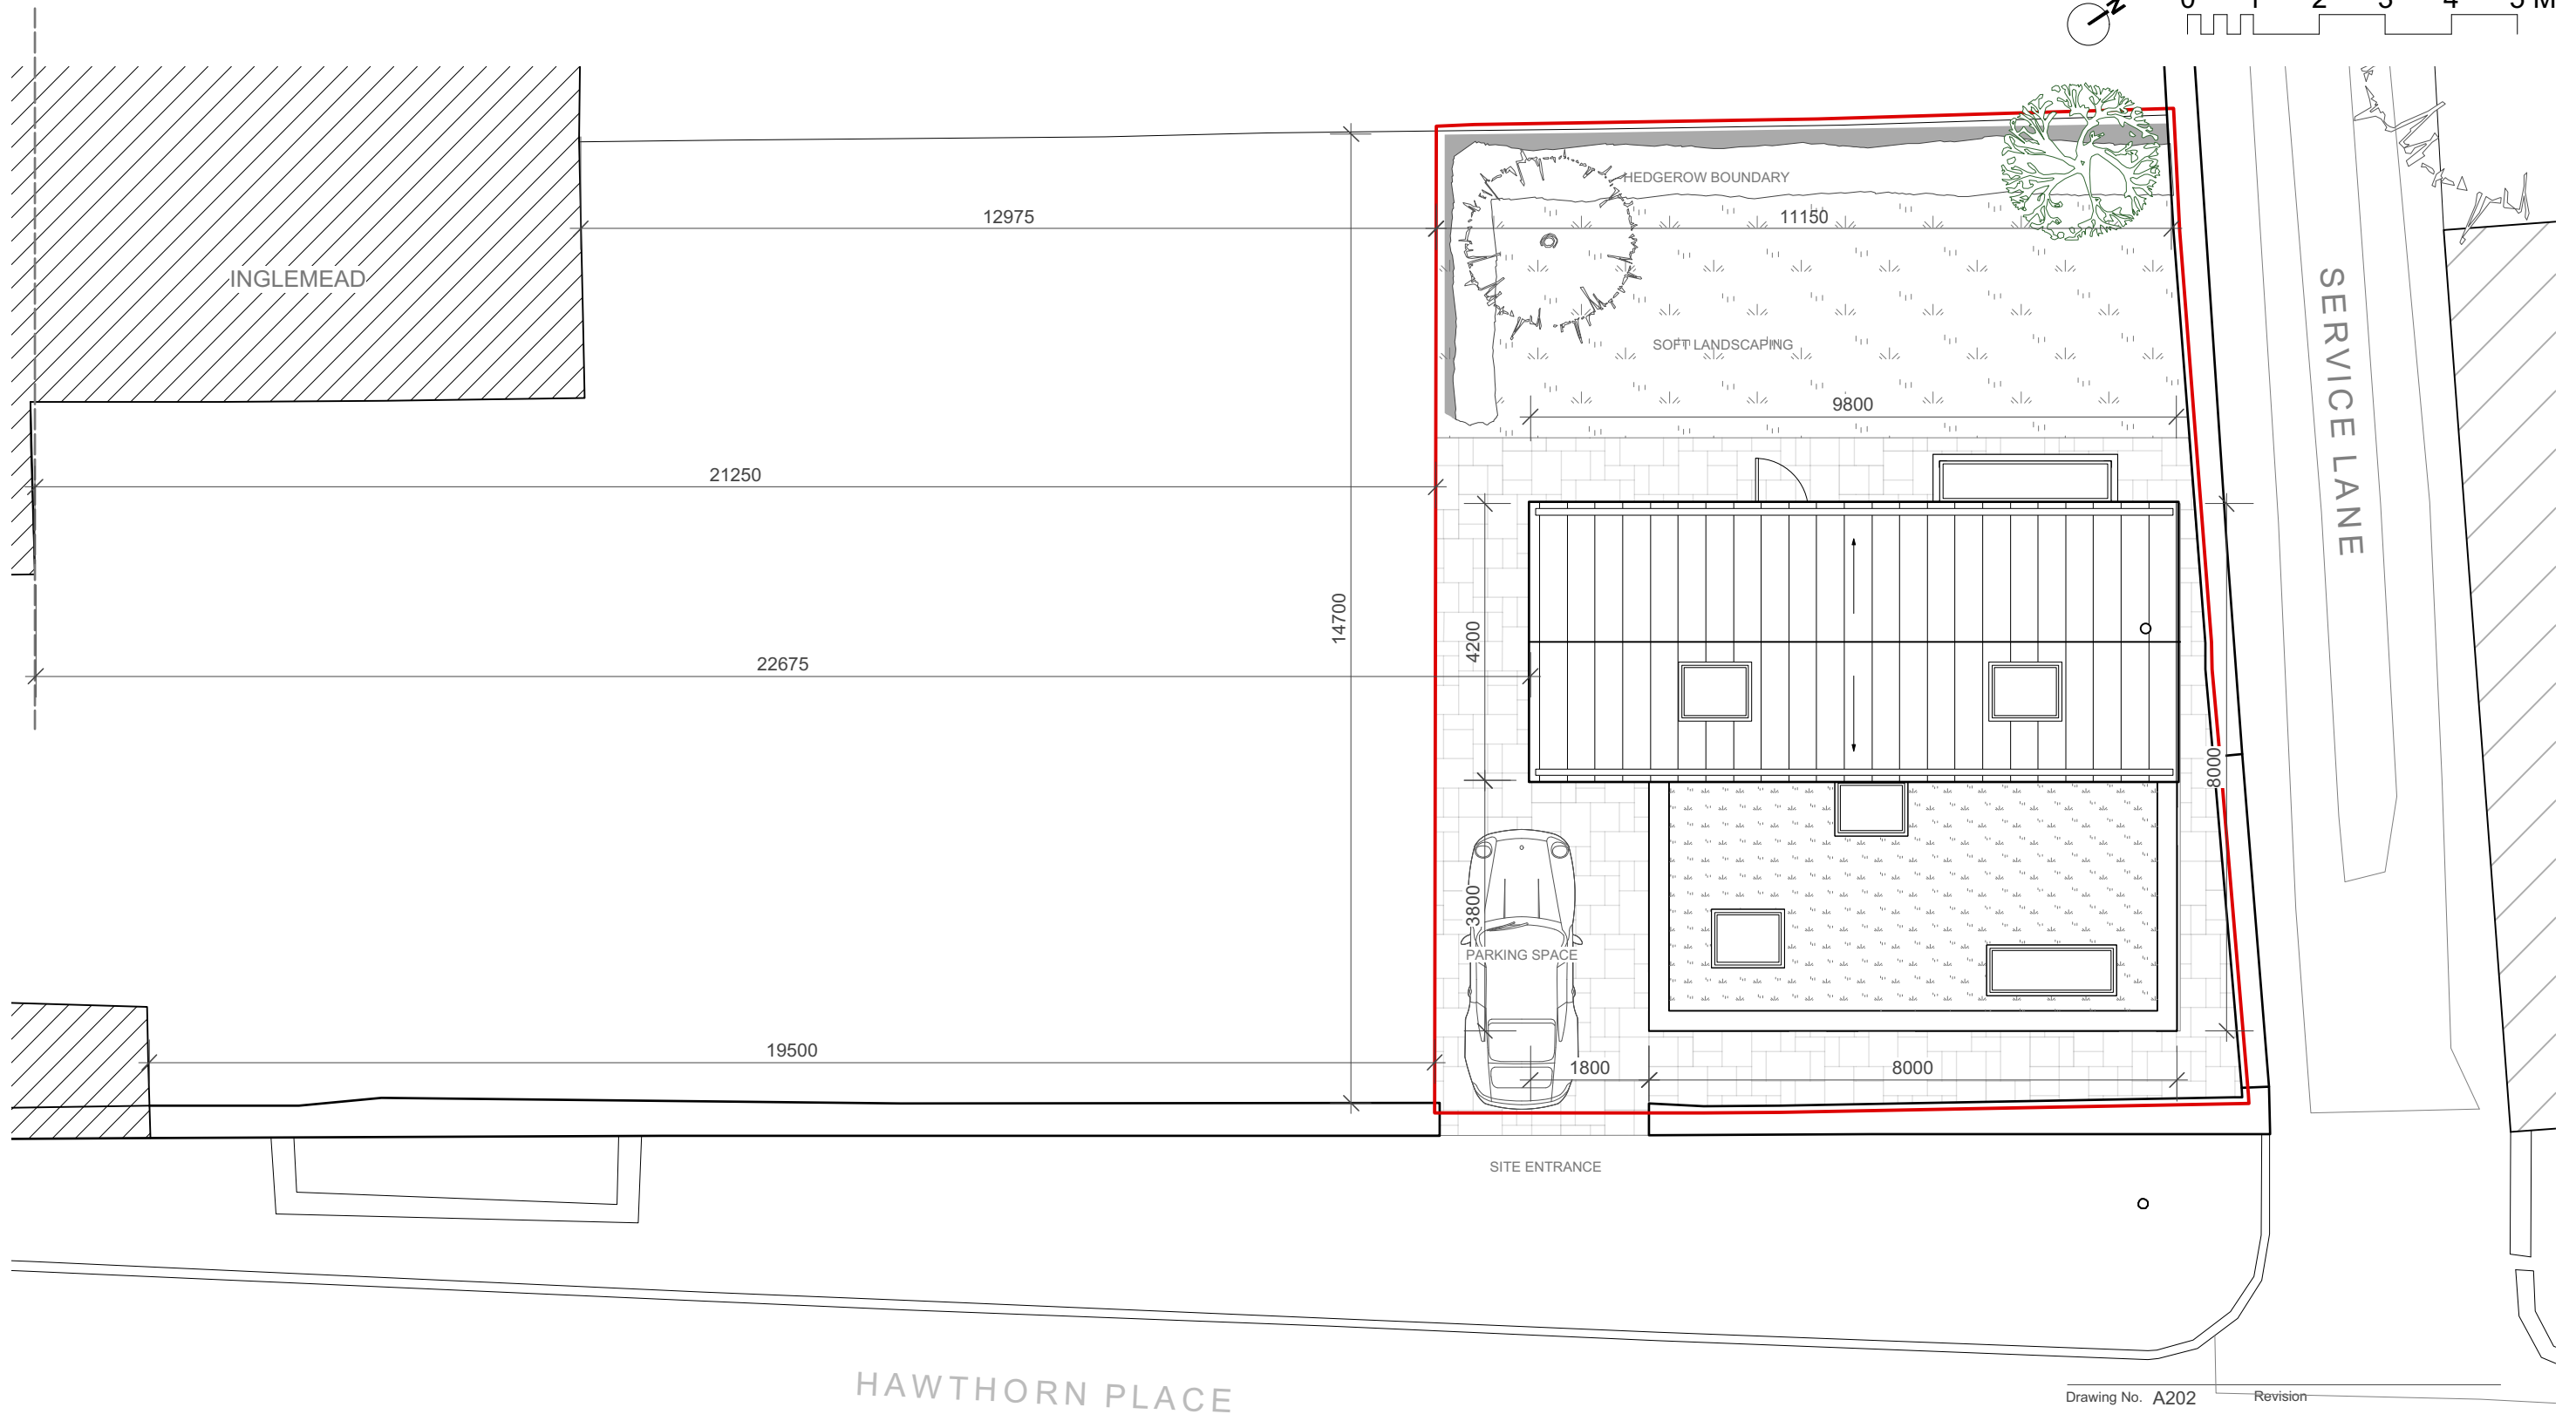 N
0 1 2 3 4 5 M
HEDGEROW BOUNDARY
12975
11150
INGLEMEAD
SERVICE LANE
SOFT LANDSCAPING
9800
21250
14700
4200
22675
8000
3800
PARKING SPACE
19500
1800
8000
SITE ENTRANCE
HAWTHORN PLACE
Drawing No. A202 Revision